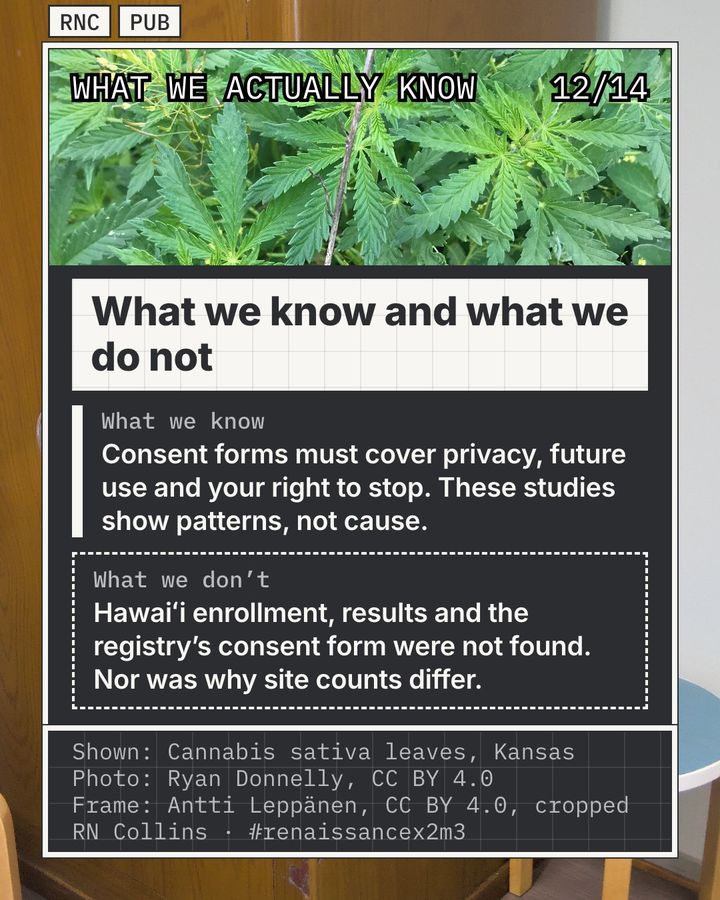 RNC PUB
WHAT WE ACTUALLY KNOW 12/14
What we know and what we
do not
What we know
Consent forms must cover privacy, future
use and your right to stop. These studies
show patterns, not cause.
What we don’t
Hawaiʻi enrollment, results and the
registry’s consent form were not found.
Nor was why site counts differ.
Shown: Cannabis sativa leaves, Kansas
Photo: Ryan Donnelly, CC BY 4.0
Frame: Antti Leppänen, CC BY 4.0, cropped
RN Collins · #renaissancex2m3